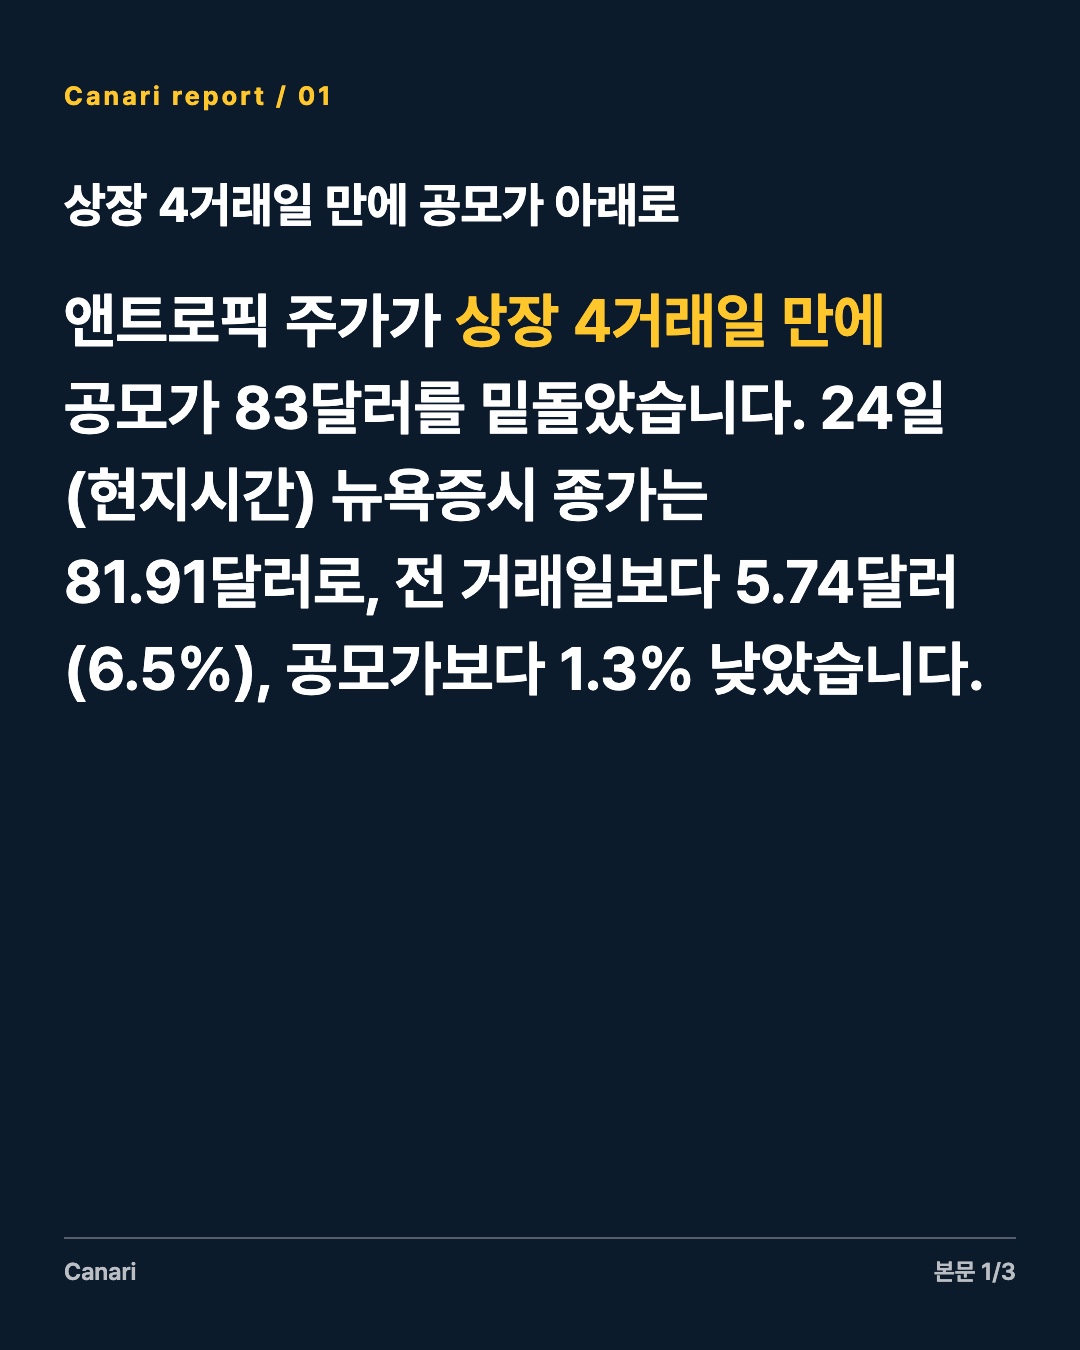 Canari report / 01
상장 4거래일 만에 공모가 아래로
앤트로픽 주가가 상장 4거래일 만에
공모가 83달러를 밑돌았습니다. 24일
(현지시간) 뉴욕증시 종가는
81.91달러로, 전 거래일보다 5.74달러
(6.5%), 공모가보다 1.3% 낮았습니다.
Canari
본문 1/3